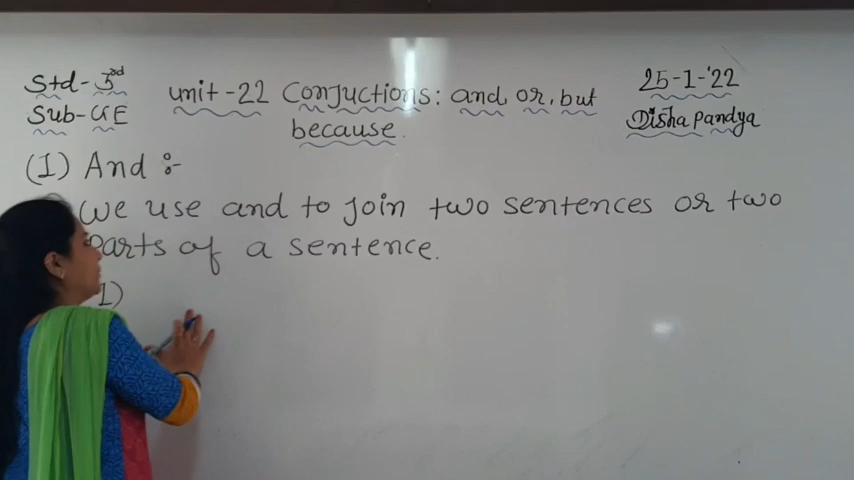 Std-3rd
Sub-GE
unit-22 Conjuctions: and, or, but
because.
25-1-'22
Disha Pandya
(1) And :-
We use and to join two sentences or two
parts of a sentence.
1)